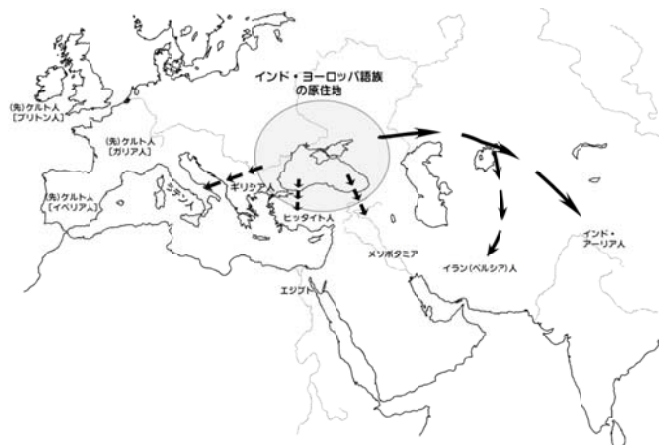 インド・ヨーロッパ語族
の原住地
(先)ケルト人
[ブリトン人]
(先)ケルト人
[ガリア人]
(先)ケルト人
[イベリア人]
ラテン人
ギリシア人
ヒッタイト人
メソポタミア
エジプト
イラン(ペルシア)人
インド・
アーリア人